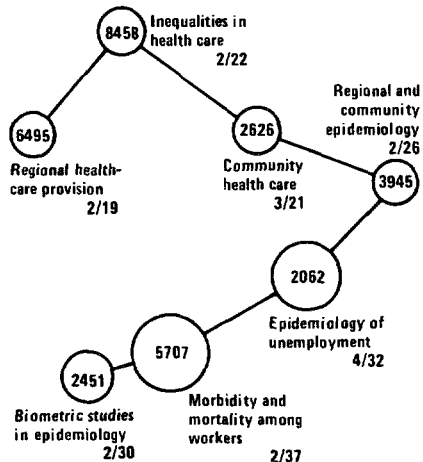 8458
Inequalities in
health care
2/22
6495
Regional health-
care provision
2/19
2626
Community
health care
3/21
Regional and
community
epidemiology
2/26
3945
2062
Epidemiology of
unemployment
4/32
5707
Morbidity and
mortality among
workers
2/37
2451
Biometric studies
in epidemiology
2/30